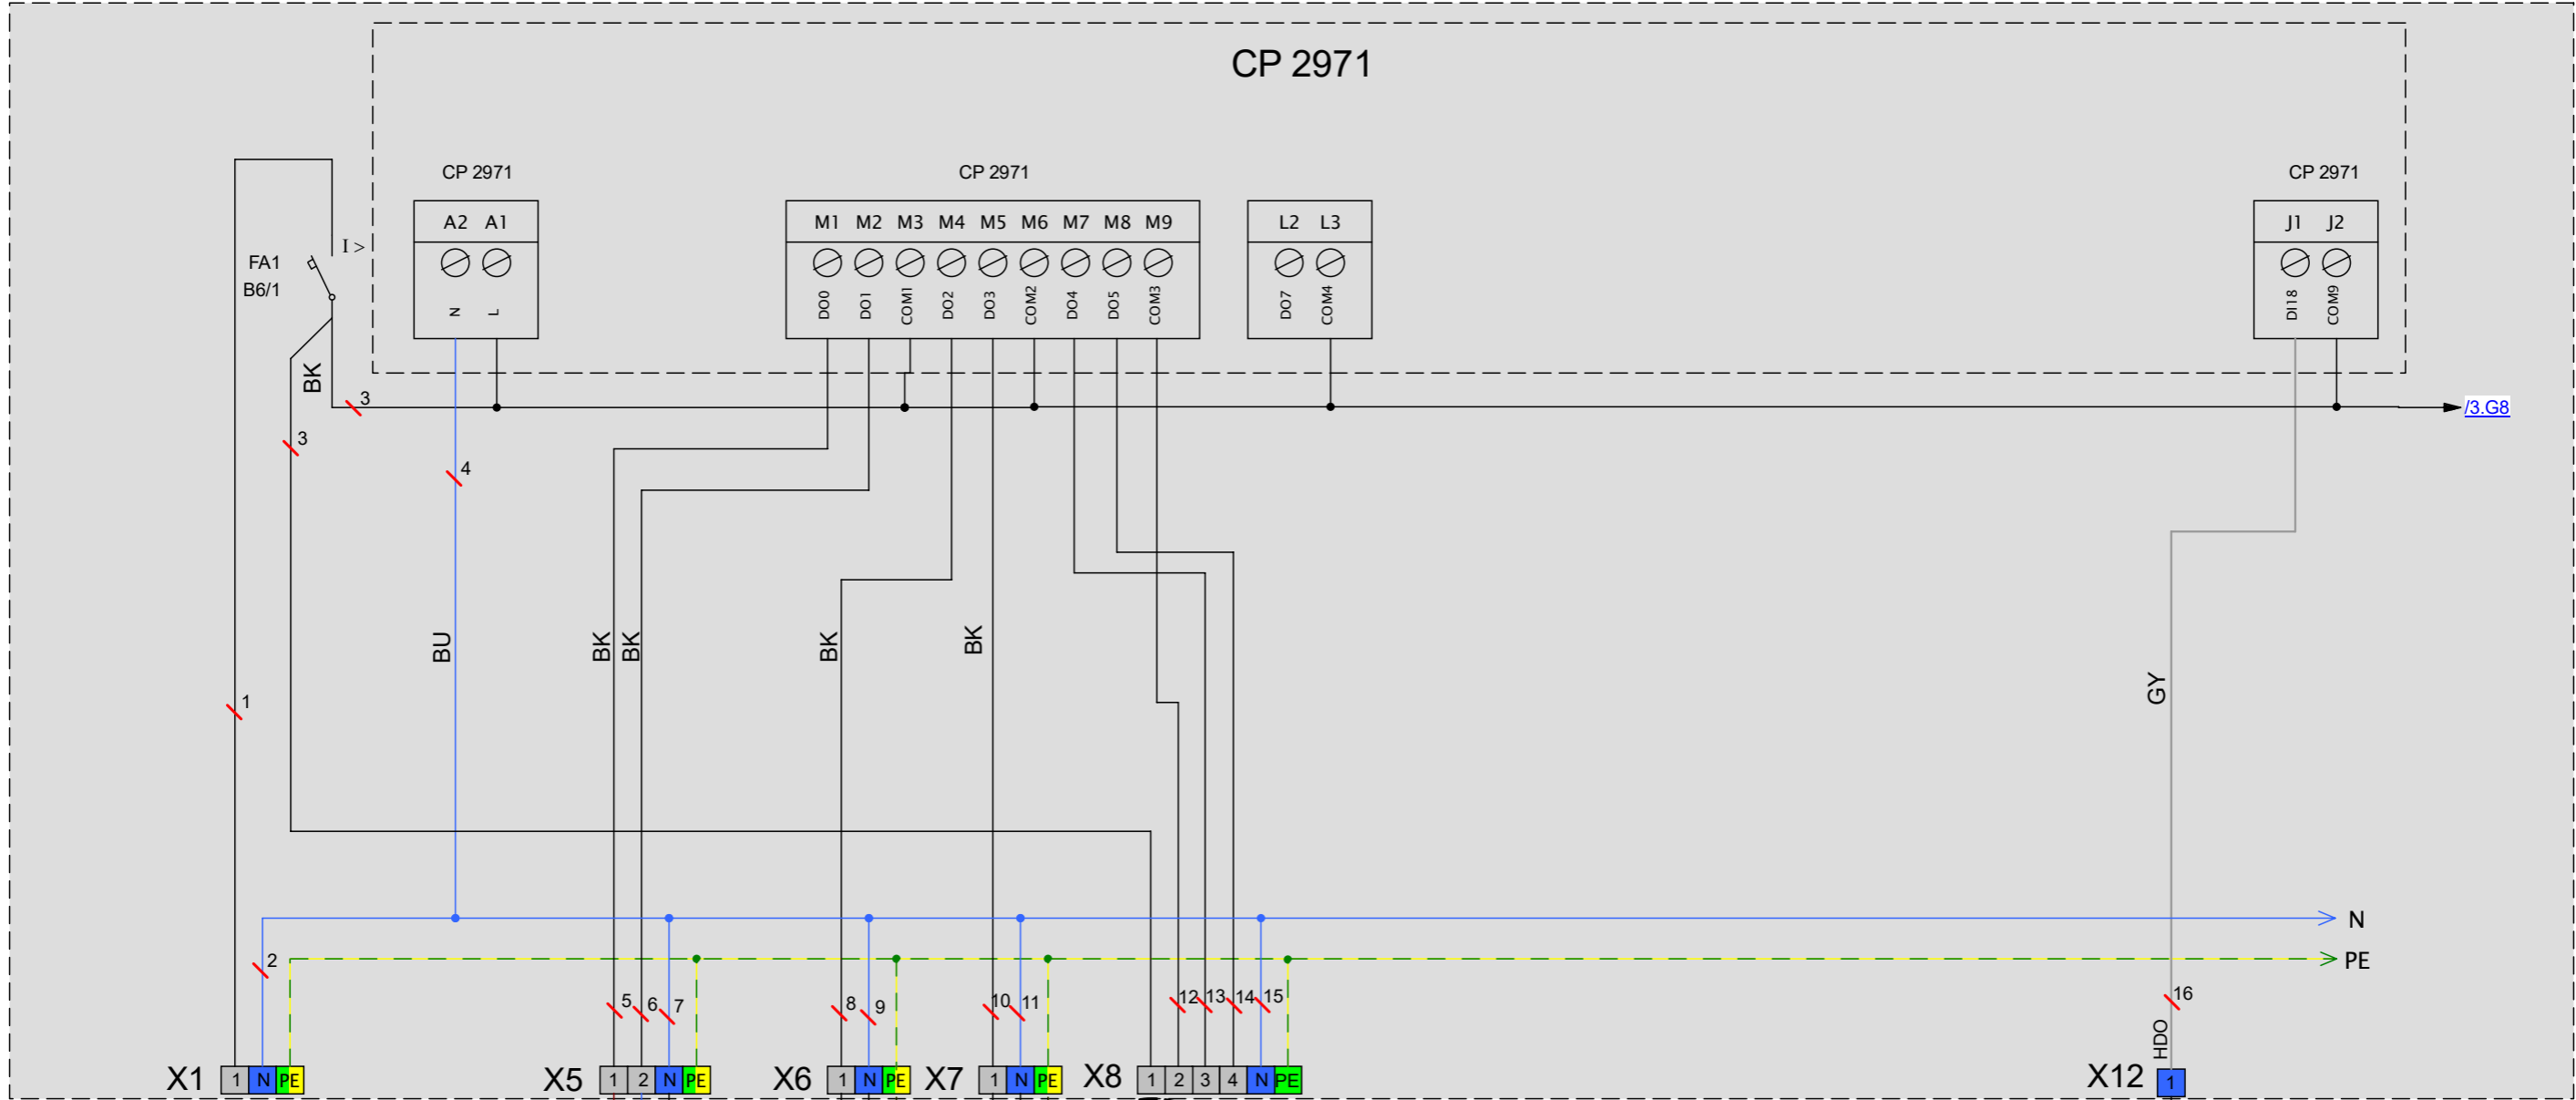 CP 2971
CP 2971 CP 2971 CP 2971
A2 A1 M1 M2 M3 M4 M5 M6 M7 M8 M9 L2 L3 J1 J2
I >
FA1
B6/1
N L DO0 DO1 COM1 DO2 DO3 COM2 DO4 DO5 COM3 DO7 COM4 DI18 COM9
BK
3 /3.G8
3
4
BU BK BK BK BK GY
1
N
2 PE
5 6 7 8 9 10 11 12 13 14 15 16
HDO
X1 1 N PE X5 1 2 N PE X6 1 N PE X7 1 N PE X8 1 2 3 4 N PE X12 1